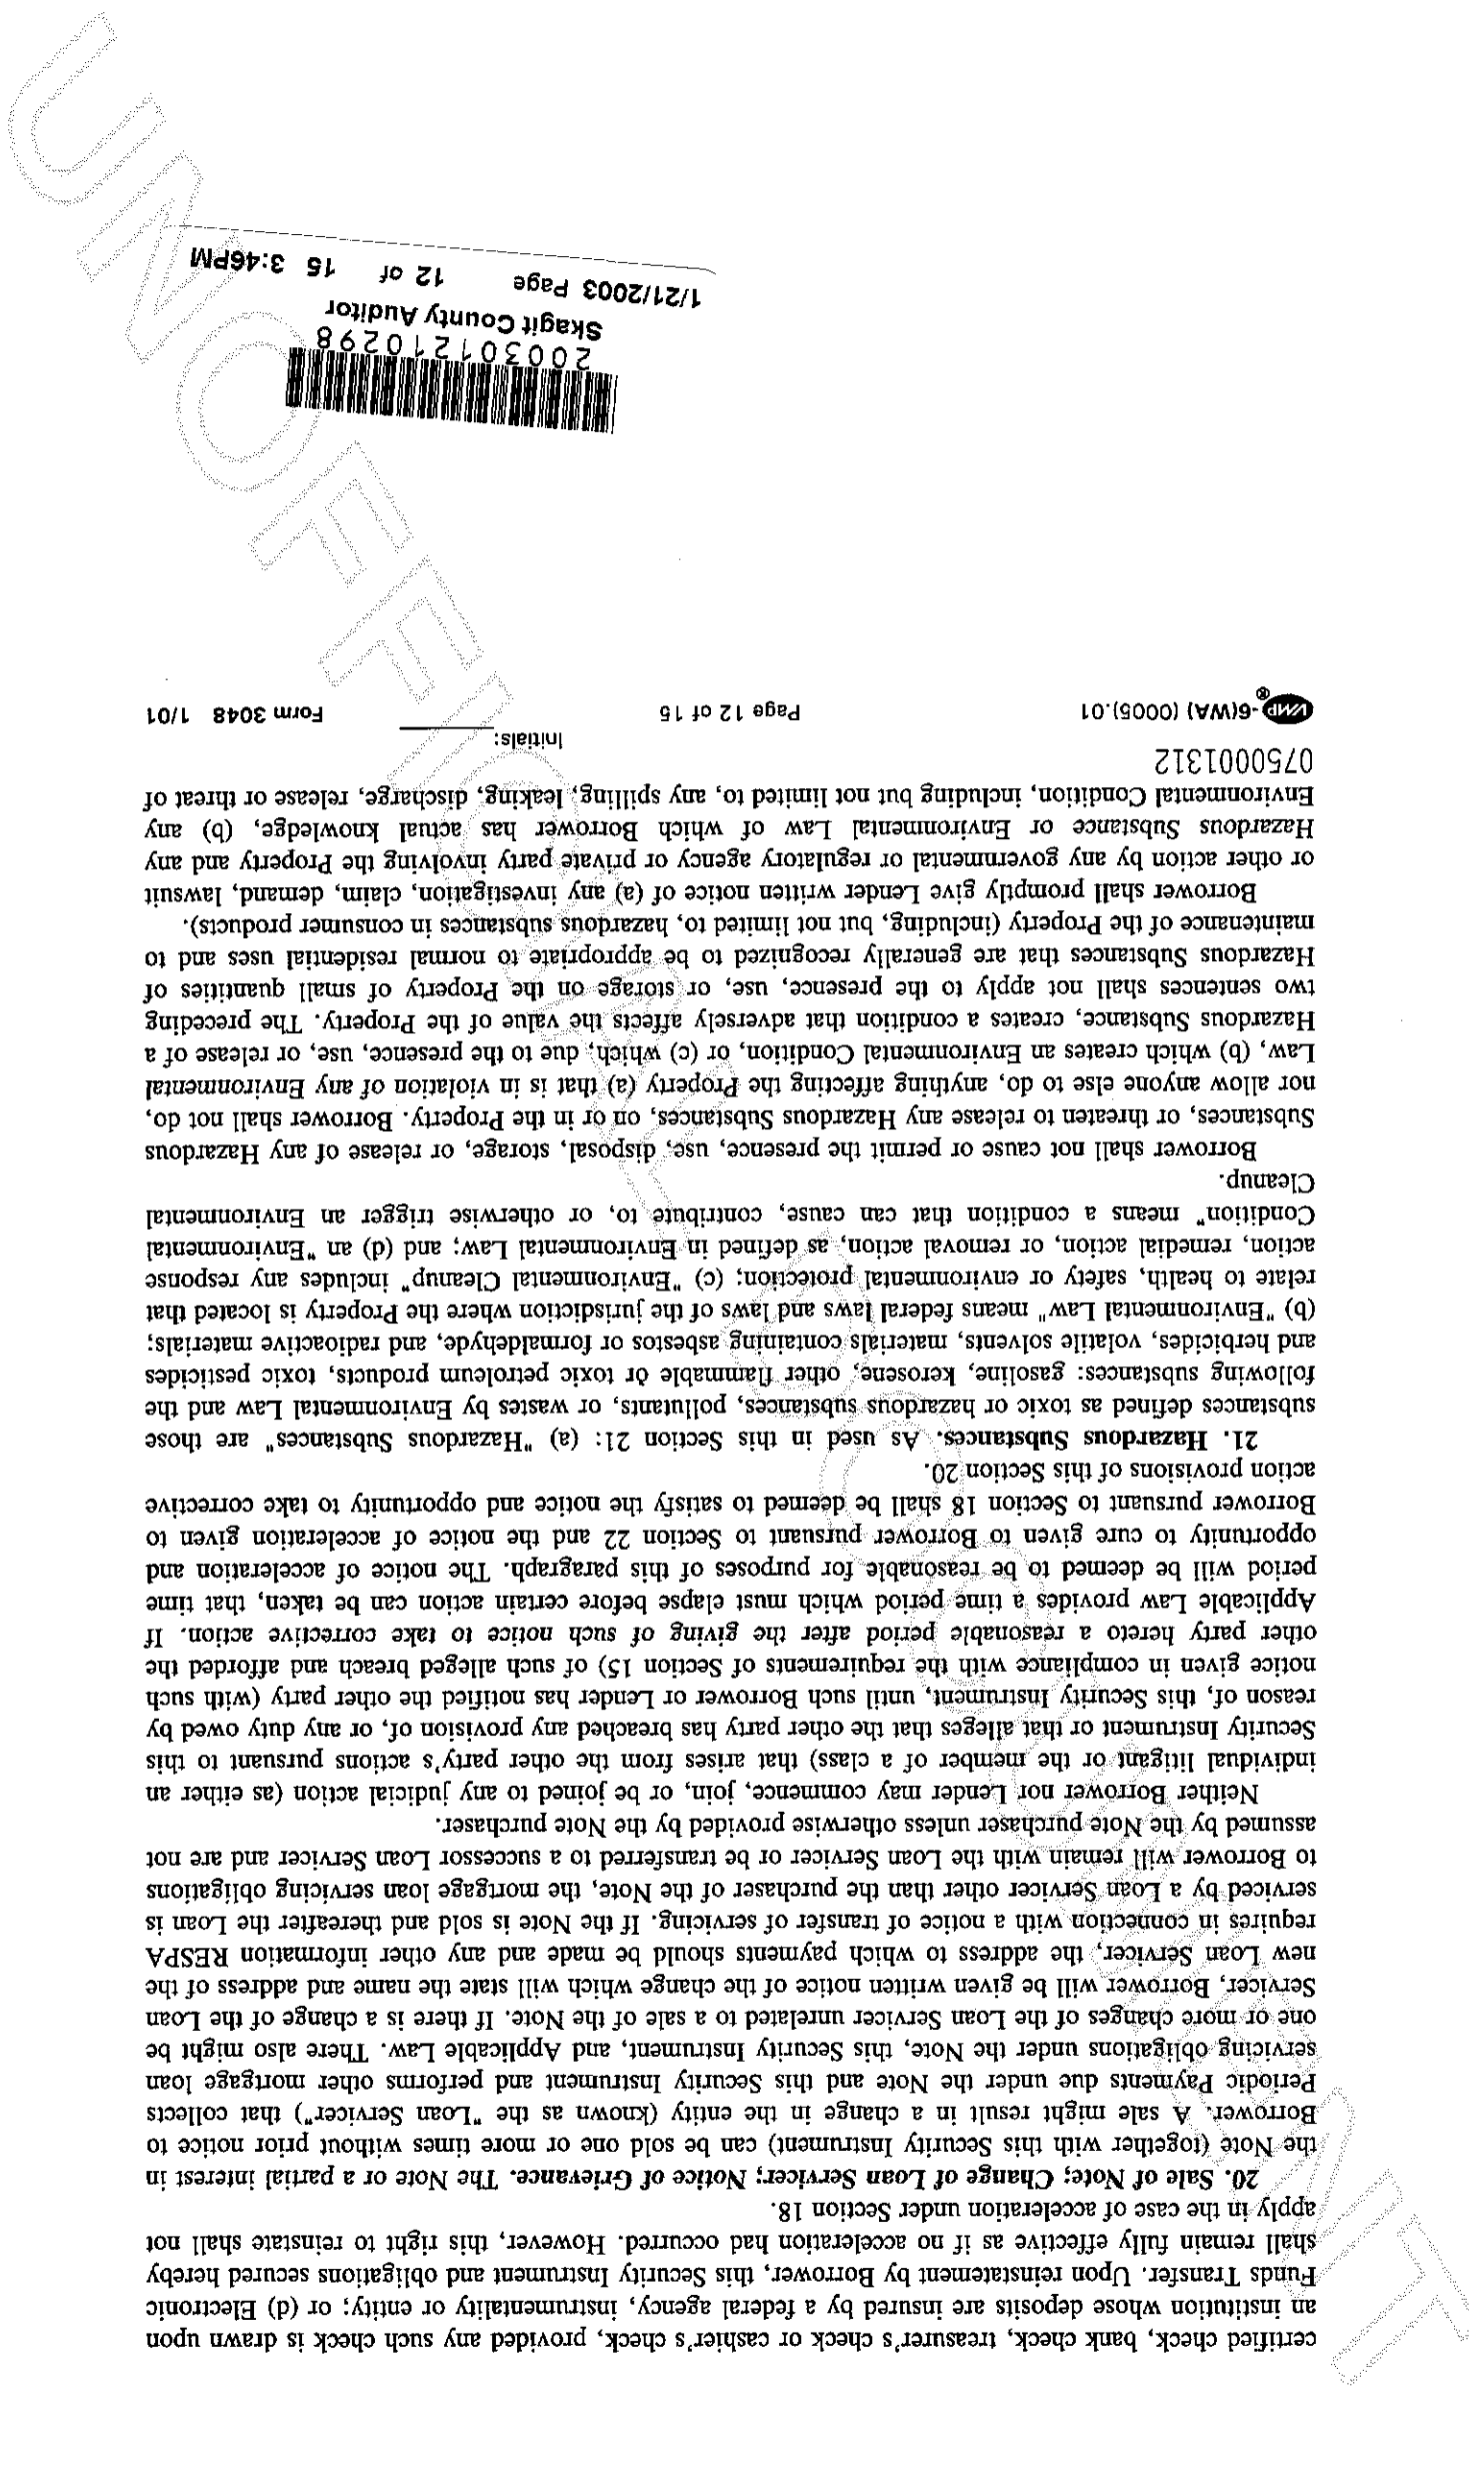 certified check, bank check, treasurer's check or cashier's check, provided any such check is drawn upon
an institution whose deposits are insured by a federal agency, instrumentality or entity; or (d) Electronic
Funds Transfer. Upon reinstatement by Borrower, this Security Instrument and obligations secured hereby
shall remain fully effective as if no acceleration had occurred. However, this right to reinstate shall not
apply in the case of acceleration under Section 18.
20. Sale of Note; Change of Loan Servicer; Notice of Grievance. The Note or a partial interest in
the Note (together with this Security Instrument) can be sold one or more times without prior notice to
Borrower. A sale might result in a change in the entity (known as the "Loan Servicer") that collects
Periodic Payments due under the Note and this Security Instrument and performs other mortgage loan
servicing obligations under the Note, this Security Instrument, and Applicable Law. There also might be
one or more changes of the Loan Servicer unrelated to a sale of the Note. If there is a change of the Loan
Servicer, Borrower will be given written notice of the change which will state the name and address of the
new Loan Servicer, the address to which payments should be made and any other information RESPA
requires in connection with a notice of transfer of servicing. If the Note is sold and thereafter the Loan is
serviced by a Loan Servicer other than the purchaser of the Note, the mortgage loan servicing obligations
to Borrower will remain with the Loan Servicer or be transferred to a successor Loan Servicer and are not
assumed by the Note purchaser unless otherwise provided by the Note purchaser.
Neither Borrower nor Lender may commence, join, or be joined to any judicial action (as either an
individual litigant or the member of a class) that arises from the other party's actions pursuant to this
Security Instrument or that alleges that the other party has breached any provision of, or any duty owed by
reason of, this Security Instrument, until such Borrower or Lender has notified the other party (with such
notice given in compliance with the requirements of Section 15) of such alleged breach and afforded the
other party hereto a reasonable period after the giving of such notice to take corrective action. If
Applicable Law provides a time period which must elapse before certain action can be taken, that time
period will be deemed to be reasonable for purposes of this paragraph. The notice of acceleration and
opportunity to cure given to Borrower pursuant to Section 22 and the notice of acceleration given to
Borrower pursuant to Section 18 shall be deemed to satisfy the notice and opportunity to take corrective
action provisions of this Section 20.
21. Hazardous Substances. As used in this Section 21: (a) "Hazardous Substances" are those
substances defined as toxic or hazardous substances, pollutants, or wastes by Environmental Law and the
following substances: gasoline, kerosene, other flammable or toxic petroleum products, toxic pesticides
and herbicides, volatile solvents, materials containing asbestos or formaldehyde, and radioactive materials;
(b) "Environmental Law" means federal laws and laws of the jurisdiction where the Property is located that
relate to health, safety or environmental protection; (c) "Environmental Cleanup" includes any response
action, remedial action, or removal action, as defined in Environmental Law; and (d) an "Environmental
Condition" means a condition that can cause, contribute to, or otherwise trigger an Environmental
Cleanup.
Borrower shall not cause or permit the presence, use, disposal, storage, or release of any Hazardous
Substances, or threaten to release any Hazardous Substances, on or in the Property. Borrower shall not do,
nor allow anyone else to do, anything affecting the Property (a) that is in violation of any Environmental
Law, (b) which creates an Environmental Condition, or (c) which, due to the presence, use, or release of a
Hazardous Substance, creates a condition that adversely affects the value of the Property. The preceding
two sentences shall not apply to the presence, use, or storage on the Property of small quantities of
Hazardous Substances that are generally recognized to be appropriate to normal residential uses and to
maintenance of the Property (including, but not limited to, hazardous substances in consumer products).
Borrower shall promptly give Lender written notice of (a) any investigation, claim, demand, lawsuit
or other action by any governmental or regulatory agency or private party involving the Property and any
Hazardous Substance or Environmental Law of which Borrower has actual knowledge, (b) any
Environmental Condition, including but not limited to, any spilling, leaking, discharge, release or threat of
0750001312
Initials:
VMP®-6(WA) (0005).01 Page 12 of 15 Form 3048 1/01
200301210298
Skagit County Auditor
1/21/2003 Page 12 of 15 3:46PM
UNOFFICIAL DOCUMENT